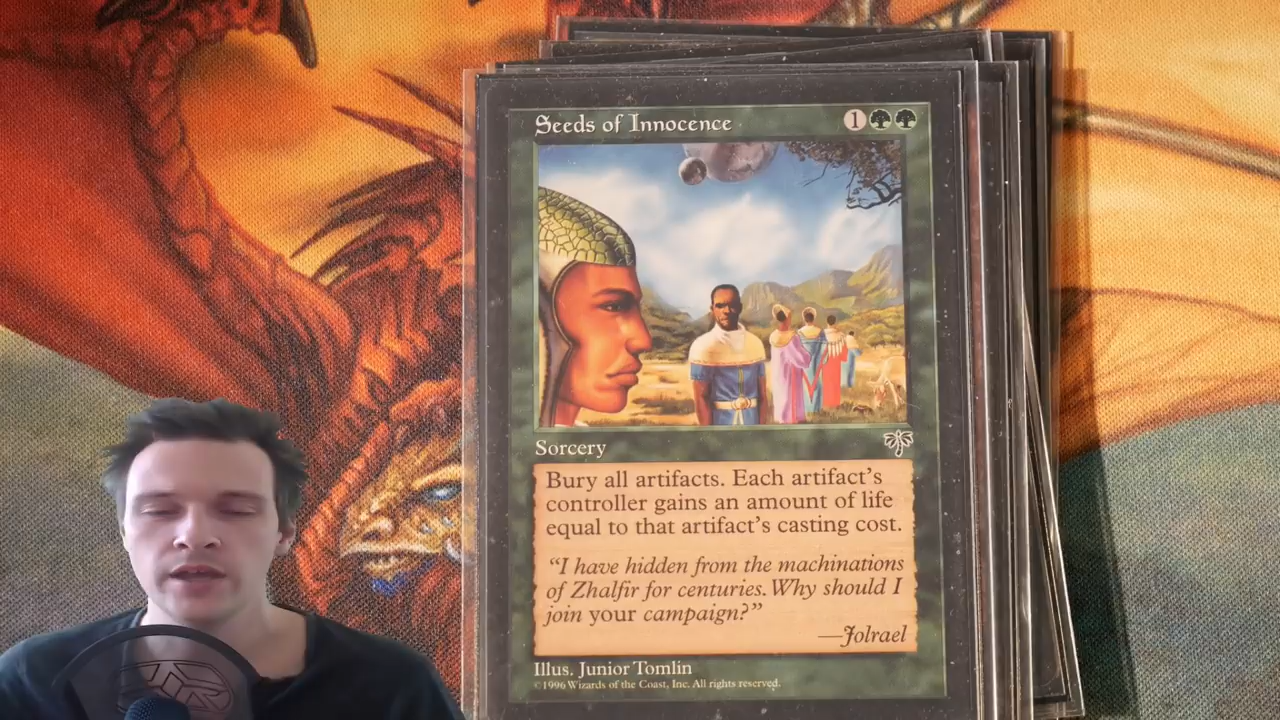 Seeds of Innocence 1
Sorcery
Bury all artifacts. Each artifact's
controller gains an amount of life
equal to that artifact's casting cost.
"I have hidden from the machinations
of Zhalfir for centuries. Why should I
join your campaign?"
—Jolrael
Illus. Junior Tomlin
©1996 Wizards of the Coast, Inc. All rights reserved.